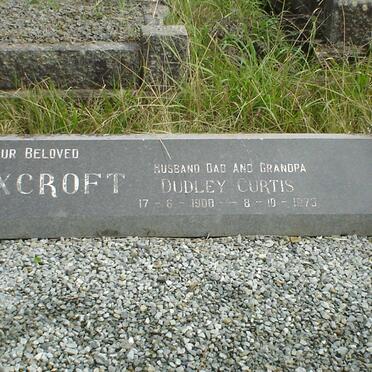 UR BELOVED
XCROFT
HUSBAND DAD AND GRANDPA
DUDLEY CURTIS
17 - 6 - 1900 - 8 - 10 - 1973